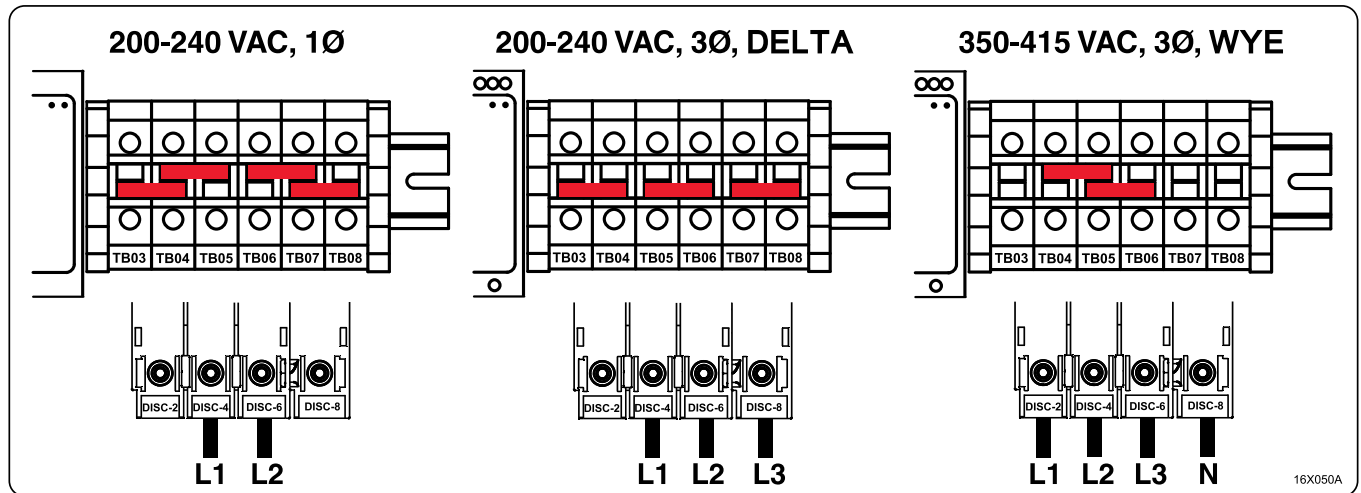 200-240 VAC, 1Ø
200-240 VAC, 3Ø, DELTA
350-415 VAC, 3Ø, WYE
TB03 TB04 TB05 TB06 TB07 TB08
TB03 TB04 TB05 TB06 TB07 TB08
TB03 TB04 TB05 TB06 TB07 TB08
DISC-2 DISC-4 DISC-6 DISC-8
DISC-2 DISC-4 DISC-6 DISC-8
DISC-2 DISC-4 DISC-6 DISC-8
L1 L2
L1 L2 L3
L1 L2 L3 N
16X050A